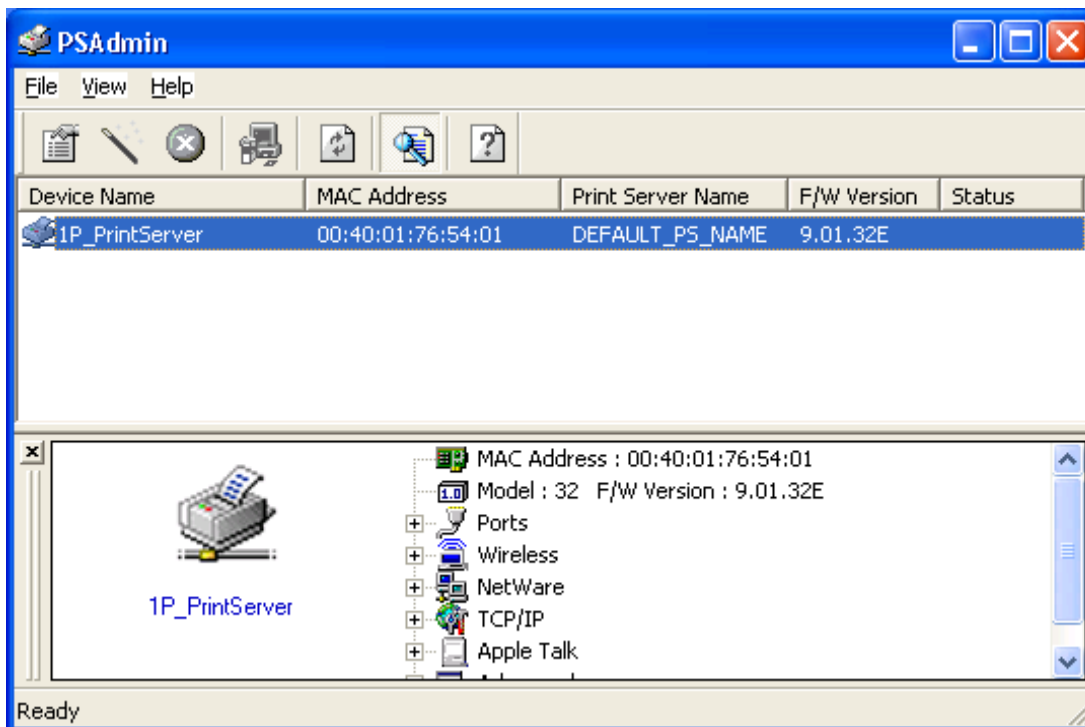 PSAdmin
File View Help
Device Name MAC Address Print Server Name F/W Version Status
1P_PrintServer 00:40:01:76:54:01 DEFAULT_PS_NAME 9.01.32E
MAC Address : 00:40:01:76:54:01
1.0 Model : 32 F/W Version : 9.01.32E
Ports
Wireless
NetWare
1P_PrintServer
TCP/IP
Apple Talk
Ready